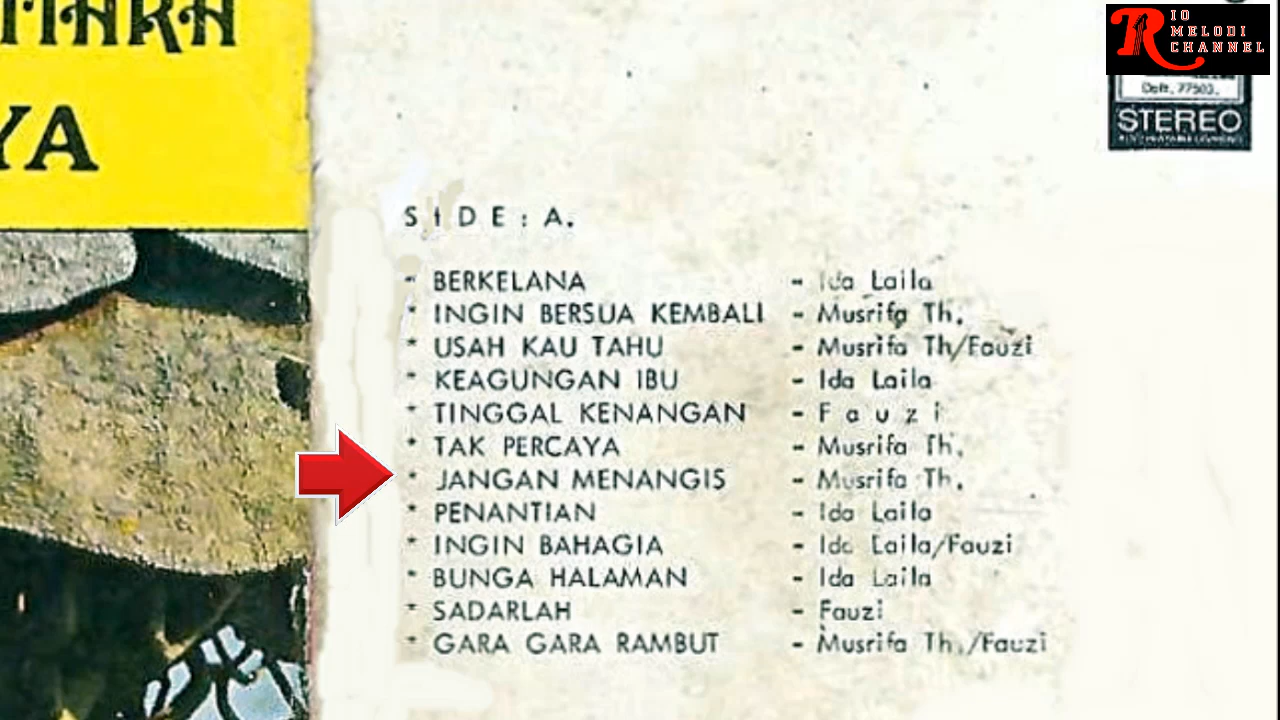 RIO
MELODI
CHANNEL
YA
STEREO
SIDE : A.
* BERKELANA - Ida Laila
* INGIN BERSUA KEMBALI - Musrifa Th.
* USAH KAU TAHU - Musrifa Th/Fauzi
* KEAGUNGAN IBU - Ida Laila
* TINGGAL KENANGAN - F a u z i
* TAK PERCAYA - Musrifa Th.
* JANGAN MENANGIS - Musrifa Th.
* PENANTIAN - Ida Laila
* INGIN BAHAGIA - Ida Laila/Fauzi
* BUNGA HALAMAN - Ida Laila
* SADARLAH - Fauzi
* GARA GARA RAMBUT - Musrifa Th./Fauzi